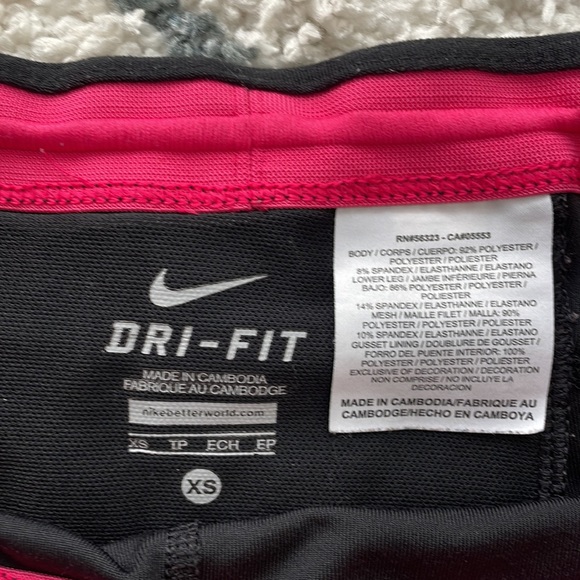 DRI-FIT
MADE IN CAMBODIA
FABRIQUÉ AU CAMBODGE
nikebetterworld.com
XS TP ECH EP
XS
RN#56323 - CA#05553
BODY / CORPS / CUERPO: 92% POLYESTER /
POLYESTER / POLIESTER
8% SPANDEX / ELASTHANNE / ELASTANO
LOWER LEG / JAMBE INFÉRIEURE / PIERNA
BAJO: 86% POLYESTER / POLYESTER /
POLIESTER
14% SPANDEX / ELASTHANNE / ELASTANO
MESH / MAILLE FILET / MALLA: 90%
POLYESTER / POLYESTER / POLIESTER
10% SPANDEX / ELASTHANNE / ELASTANO
GUSSET LINING / DOUBLURE DE GOUSSET /
FORRO DEL PUENTE INTERIOR: 100%
POLYESTER / POLYESTER / POLIESTER
EXCLUSIVE OF DECORATION / DECORATION
NON COMPRISE / NO INCLUYE LA
DECORACION
MADE IN CAMBODIA/FABRIQUE AU
CAMBODGE/HECHO EN CAMBOYA